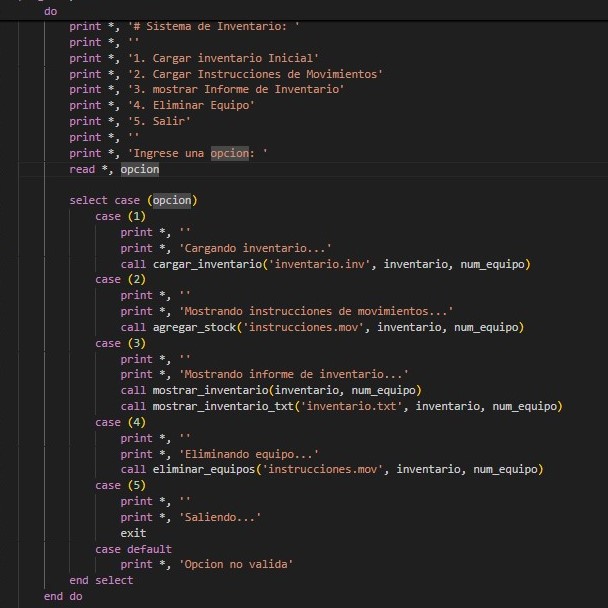 do
print *, '# Sistema de Inventario: '
print *, ''
print *, '1. Cargar inventario Inicial'
print *, '2. Cargar Instrucciones de Movimientos'
print *, '3. mostrar Informe de Inventario'
print *, '4. Eliminar Equipo'
print *, '5. Salir'
print *, ''
print *, 'Ingrese una opcion: '
read *, opcion
select case (opcion)
case (1)
print *, ''
print *, 'Cargando inventario...'
call cargar_inventario('inventario.inv', inventario, num_equipo)
case (2)
print *, ''
print *, 'Mostrando instrucciones de movimientos...'
call agregar_stock('instrucciones.mov', inventario, num_equipo)
case (3)
print *, ''
print *, 'Mostrando informe de inventario...'
call mostrar_inventario(inventario, num_equipo)
call mostrar_inventario_txt('inventario.txt', inventario, num_equipo)
case (4)
print *, ''
print *, 'Eliminando equipo...'
call eliminar_equipos('instrucciones.mov', inventario, num_equipo)
case (5)
print *, ''
print *, 'Saliendo...'
exit
case default
print *, 'Opcion no valida'
end select
end do